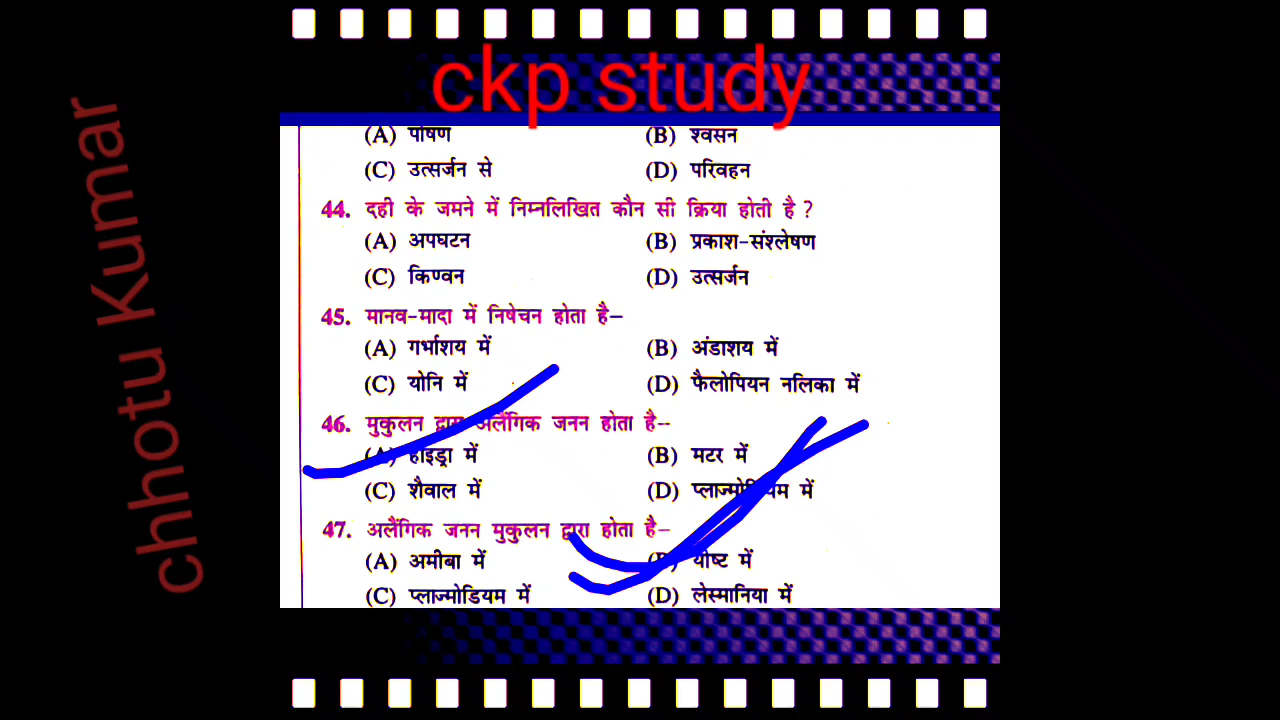 ckp study
chhotu Kumar
(A) पोषण (B) श्वसन
(C) उत्सर्जन से (D) परिवहन
44. दही के जमने में निम्नलिखित कौन सी क्रिया होती है ?
(A) अपघटन (B) प्रकाश-संश्लेषण
(C) किण्वन (D) उत्सर्जन
45. मानव-मादा में निषेचन होता है–
(A) गर्भाशय में (B) अंडाशय में
(C) योनि में (D) फैलोपियन नलिका में
46. मुकुलन द्वारा अलैंगिक जनन होता है--
(A) हाइड्रा में (B) मटर में
(C) शैवाल में (D) प्लाज्मोडियम में
47. अलैंगिक जनन मुकुलन द्वारा होता है–
(A) अमीबा में (B) यीष्ट में
(C) प्लाज्मोडियम में (D) लेस्मानिया में